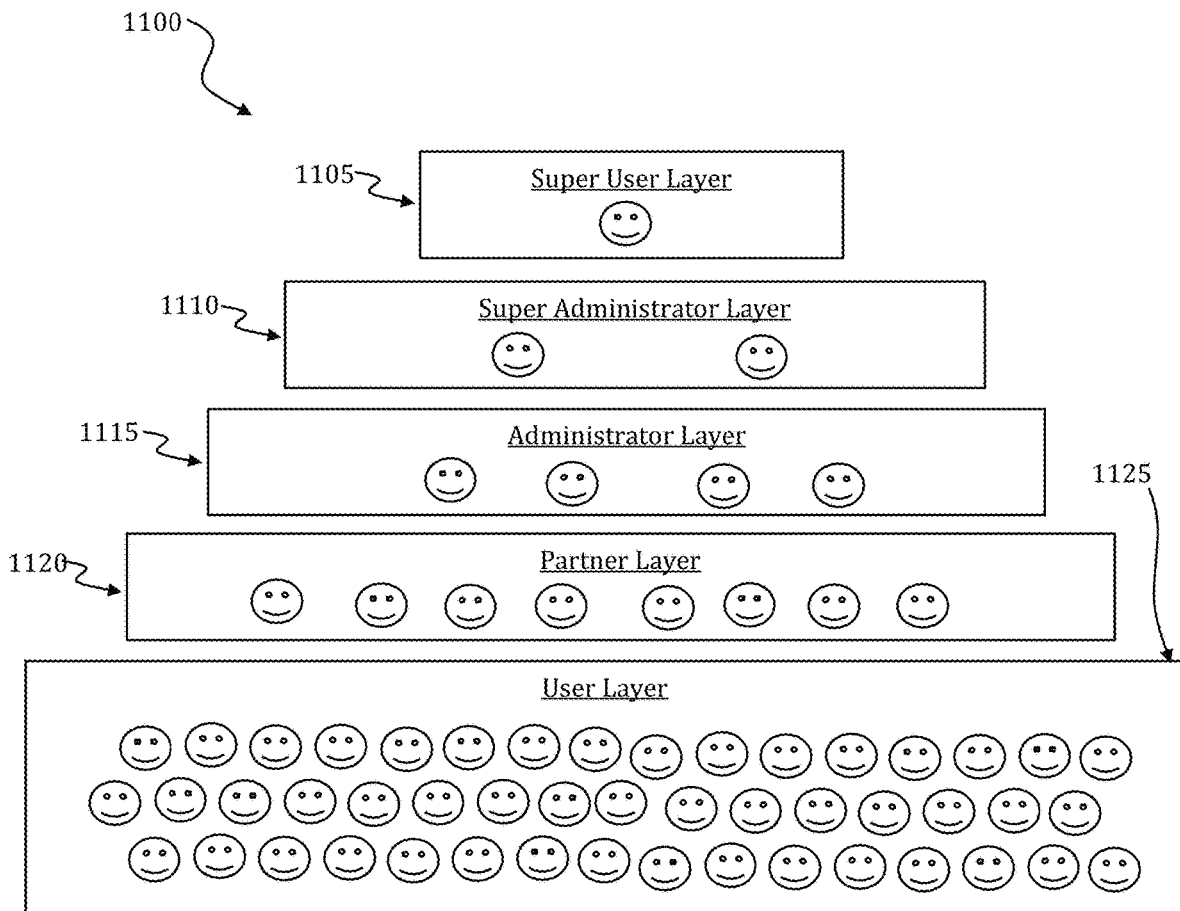 1100
1105
Super User Layer
1110
Super Administrator Layer
1115
Administrator Layer
1125
1120
Partner Layer
User Layer